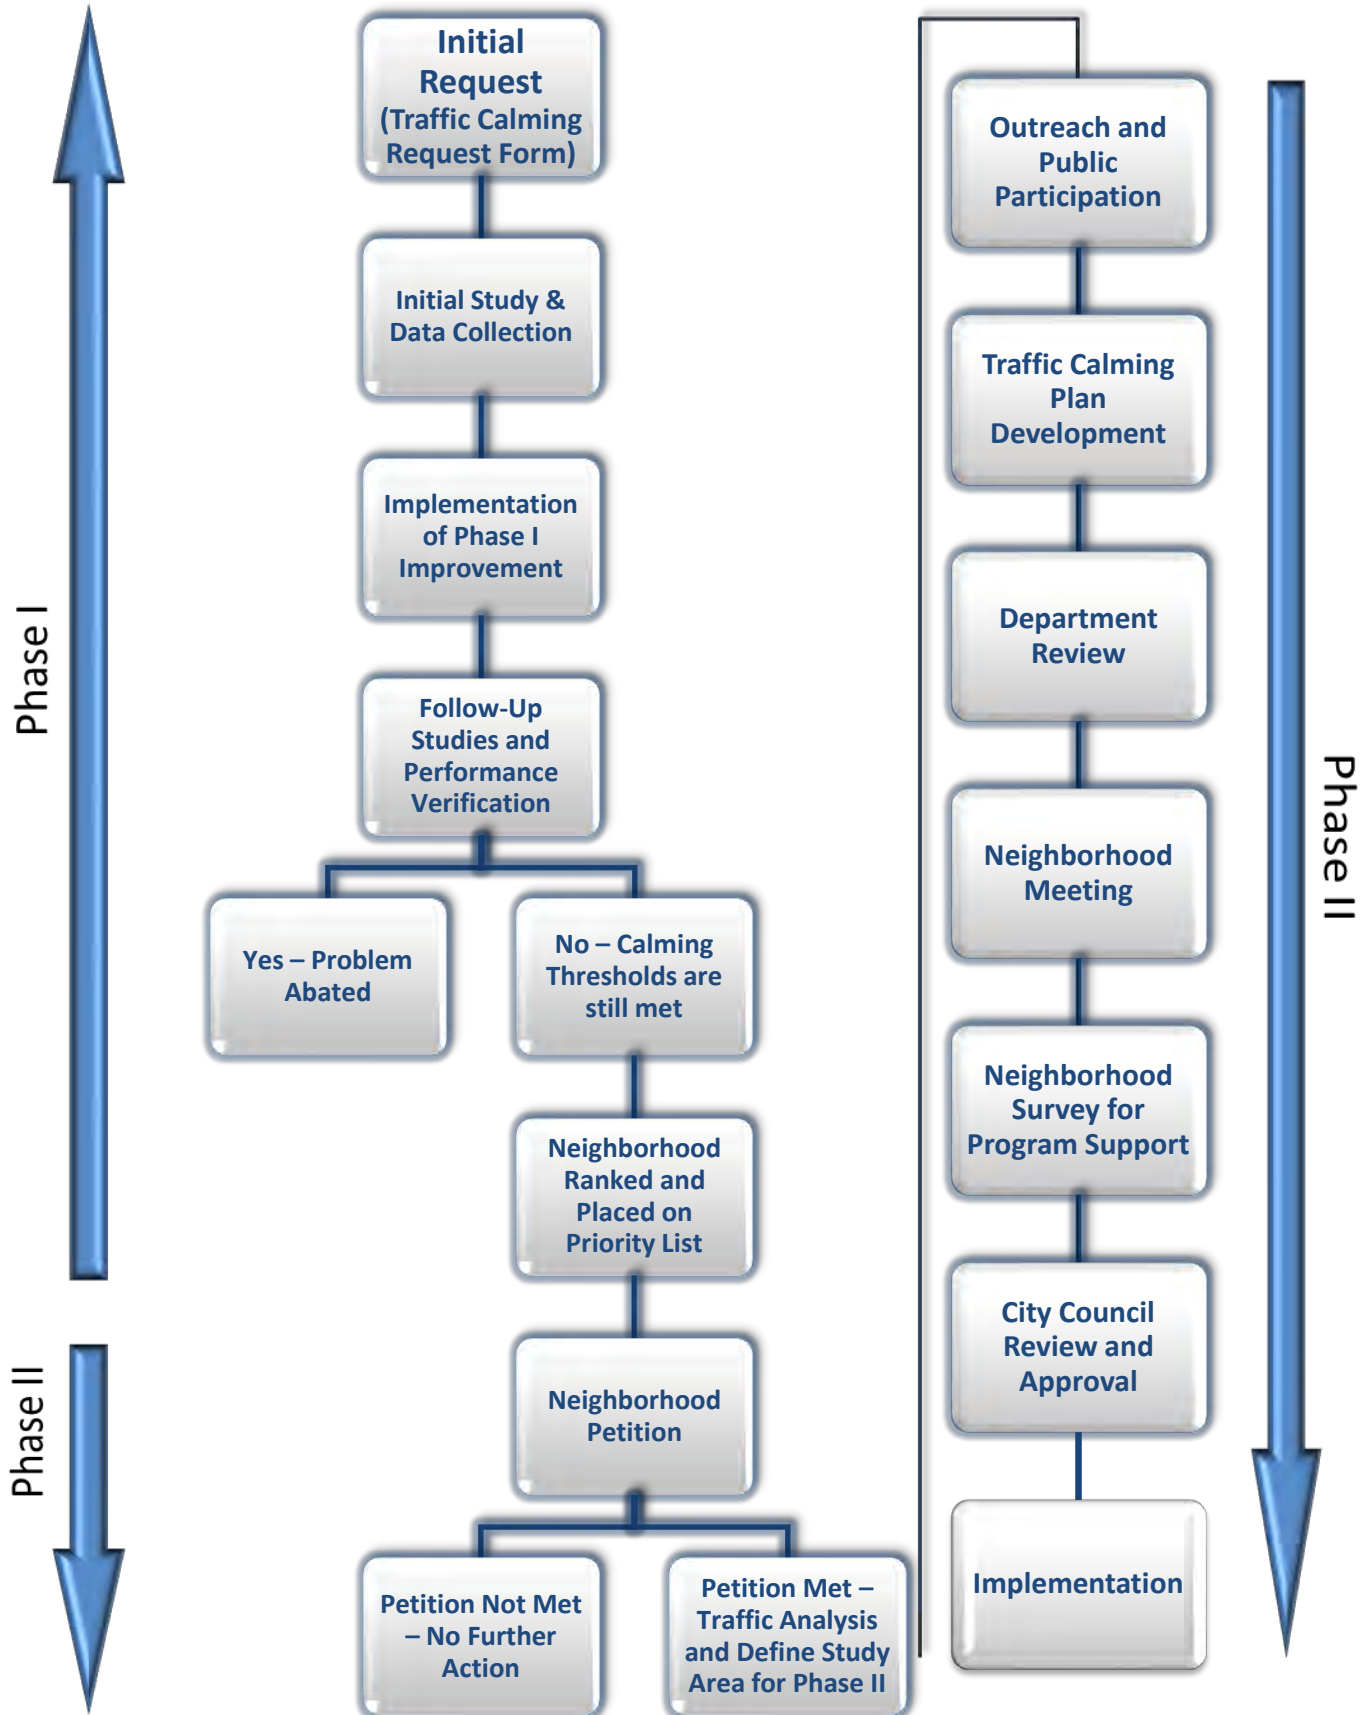 Initial
Request
(Traffic Calming
Request Form)
Initial Study &
Data Collection
Implementation
of Phase I
Improvement
Follow-Up
Studies and
Performance
Verification
Yes – Problem
Abated
No – Calming
Thresholds are
still met
Neighborhood
Ranked and
Placed on
Priority List
Neighborhood
Petition
Petition Not Met
– No Further
Action
Petition Met –
Traffic Analysis
and Define Study
Area for Phase II
Outreach and
Public
Participation
Traffic Calming
Plan
Development
Department
Review
Neighborhood
Meeting
Neighborhood
Survey for
Program Support
City Council
Review and
Approval
Implementation
Phase I
Phase II
Phase II